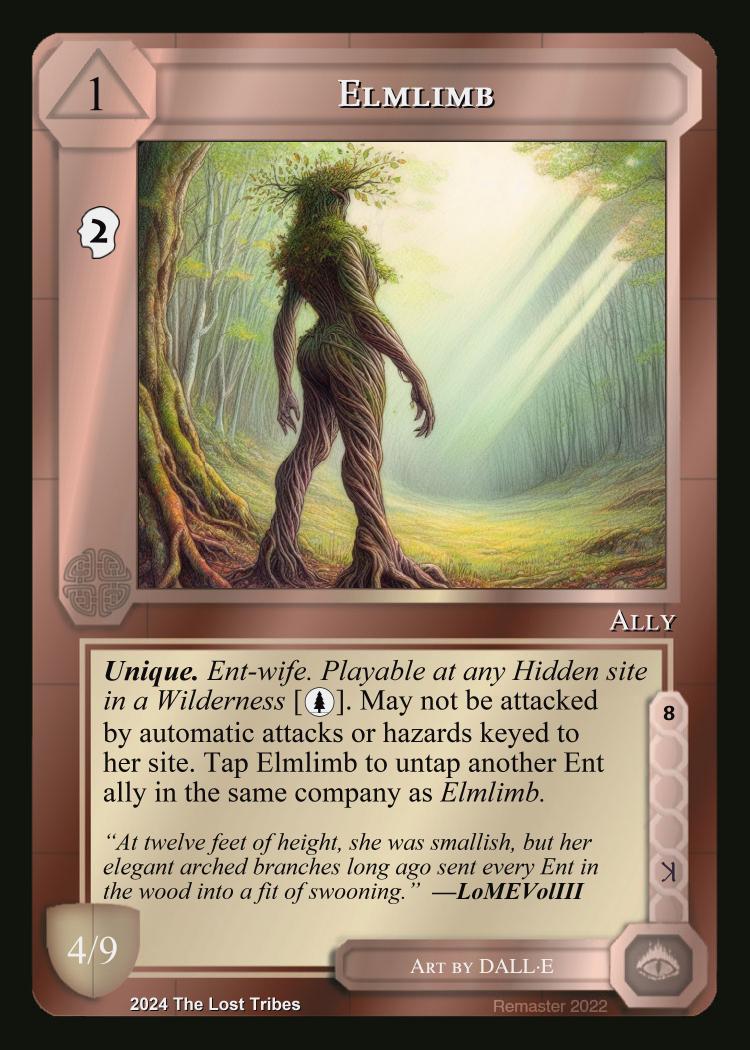 1
Elmlimb
2
Ally
Unique. Ent-wife. Playable at any Hidden site
in a Wilderness [ ]. May not be attacked
by automatic attacks or hazards keyed to
her site. Tap Elmlimb to untap another Ent
ally in the same company as Elmlimb.
8
“At twelve feet of height, she was smallish, but her
elegant arched branches long ago sent every Ent in
the wood into a fit of swooning.” —LoMEVolIII
4/9
Art by DALL·E
2024 The Lost Tribes
Remaster 2022